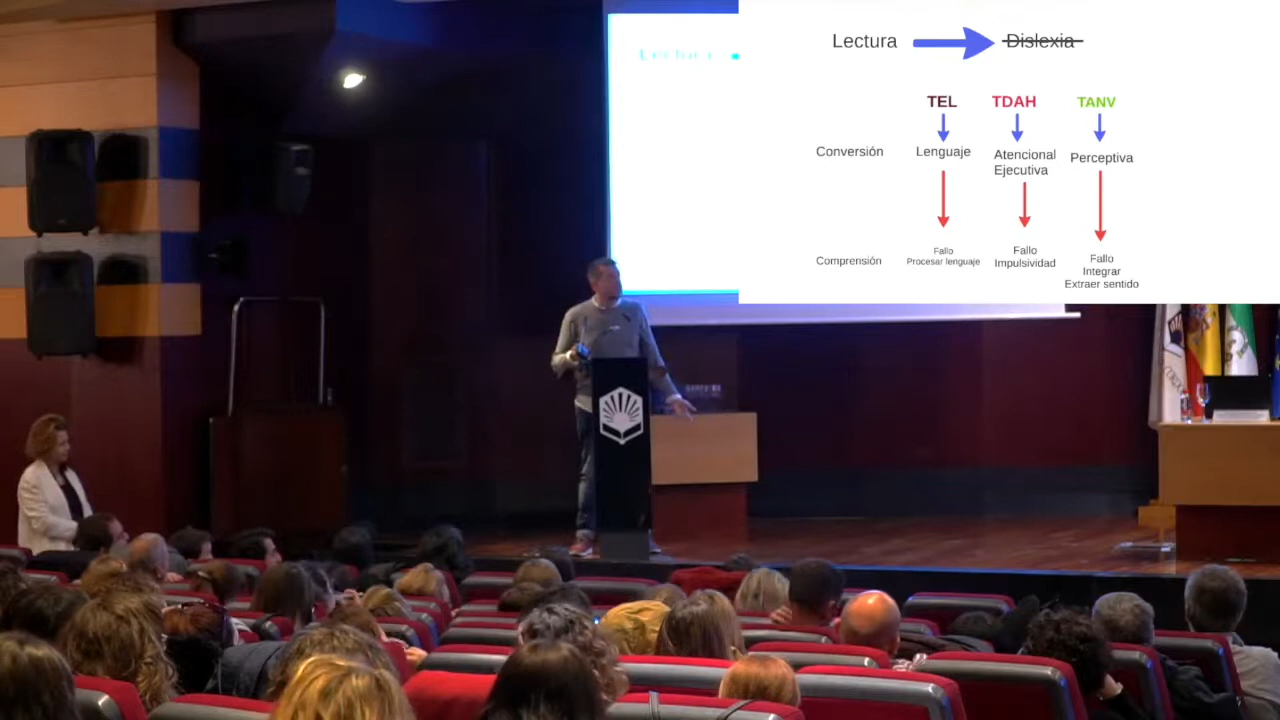 Lectura
Dislexia
TEL TDAH TANV
Conversión Lenguaje Atencional Perceptiva
Ejecutiva
Comprensión
Fallo
Procesar lenguaje
Fallo
Impulsividad
Fallo
Integrar
Extraer sentido